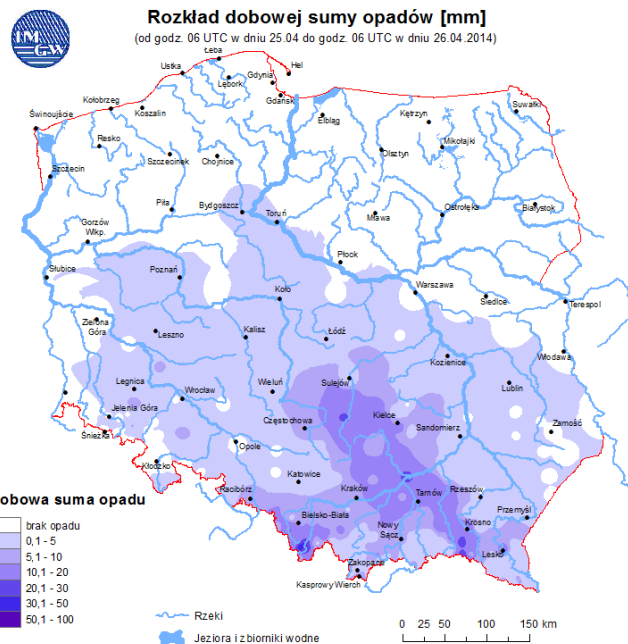 Rozkład dobowej sumy opadów [mm]
(od godz. 06 UTC w dniu 25.04 do godz. 06 UTC w dniu 26.04.2014)
IM
GW
Łeba
Ustka
Hel
Gdynia
Lębork
Gdańsk
Kołobrzeg
Koszalin
Suwałki
Świnoujście
Elbląg
Kętrzyn
Resko
Mikołajki
Szczecinek
Chojnice
Olsztyn
Szczecin
Piła
Bydgoszcz
Toruń
Mława
Ostrołęka
Białystok
Gorzów
Wlkp.
Płock
Słubice
Poznań
Koło
Warszawa
Siedlce
Terespol
Zielona
Góra
Leszno
Kalisz
Łódź
Kozienice
Włodawa
Legnica
Wrocław
Wieluń
Sulejów
Lublin
Jelenia Góra
Częstochowa
Kielce
Sandomierz
Zamość
Śnieżka
Opole
Kłodzko
Katowice
Racibórz
Kraków
Tarnów
Rzeszów
Bielsko-Biała
Przemyśl
Nowy
Sącz
Krosno
Lesko
Zakopane
Kasprowy Wierch
obowa suma opadu
brak opadu
0,1 - 5
5,1 - 10
10,1 - 20
20,1 - 30
30,1 - 50
50,1 - 100
Rzeki
Jeziora i zbiorniki wodne
0 25 50 100 150 km